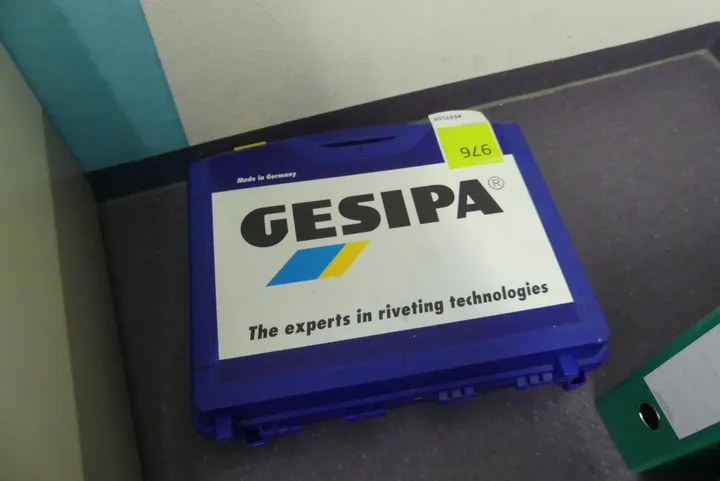 Made in Germany
976
GESIPA®
The experts in riveting technologies